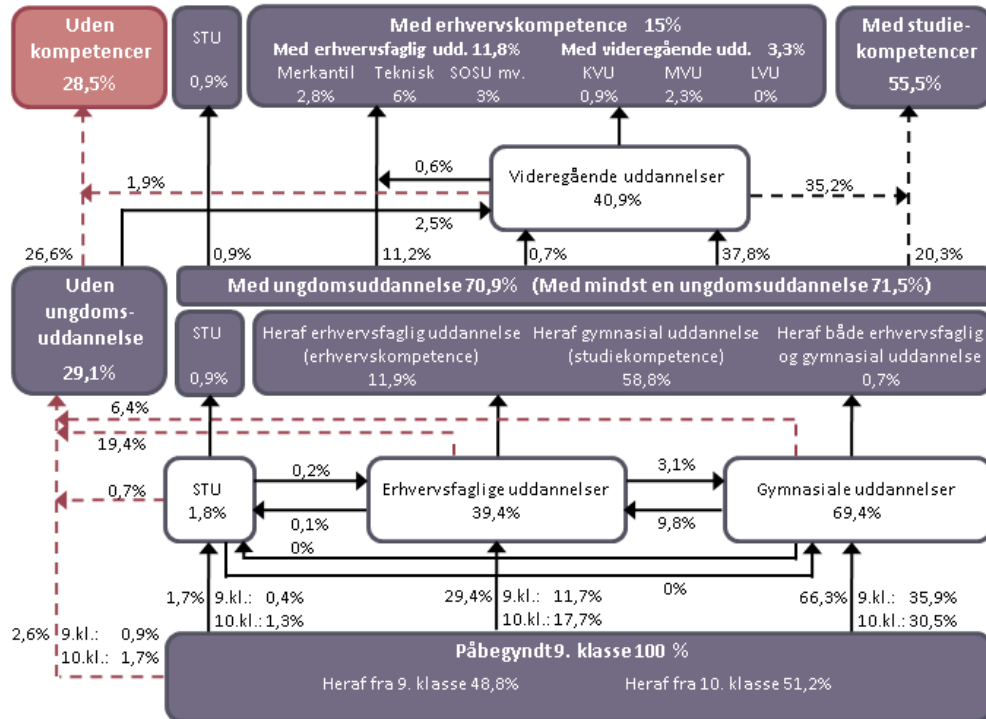 Uden
kompetencer
28,5%
STU
0,9%
Med erhvervskompetence 15%
Med erhvervsfaglig udd. 11,8%
Med videregående udd. 3,3%
Merkantil
Teknisk
SOSU mv.
KVU
MVU
LVU
2,8%
6%
3%
0,9%
2,3%
0%
Med studie-
kompetencer
55,5%
0,6%
Videregående uddannelser
40,9%
1,9%
35,2%
2,5%
26,6%
0,9%
11,2%
0,7%
37,8%
20,3%
Uden
ungdoms-
uddannelse
29,1%
Med ungdomsuddannelse 70,9% (Med mindst en ungdomsuddannelse 71,5%)
STU
0,9%
Heraf erhvervsfaglig uddannelse
(erhvervskompetence)
11,9%
Heraf gymnasial uddannelse
(studiekompetence)
58,8%
Heraf både erhvervsfaglig
og gymnasial uddannelse
0,7%
6,4%
19,4%
0,7%
STU
1,8%
0,2%
0,1%
0%
Erhvervsfaglige uddannelser
39,4%
3,1%
9,8%
Gymnasiale uddannelser
69,4%
0%
1,7%
9.kl.: 0,4%
10.kl.: 1,3%
29,4%
9.kl.: 11,7%
10.kl.: 17,7%
66,3%
9.kl.: 35,9%
10.kl.: 30,5%
2,6%
9.kl.: 0,9%
10.kl.: 1,7%
Påbegyndt 9. klasse 100 %
Heraf fra 9. klasse 48,8%
Heraf fra 10. klasse 51,2%